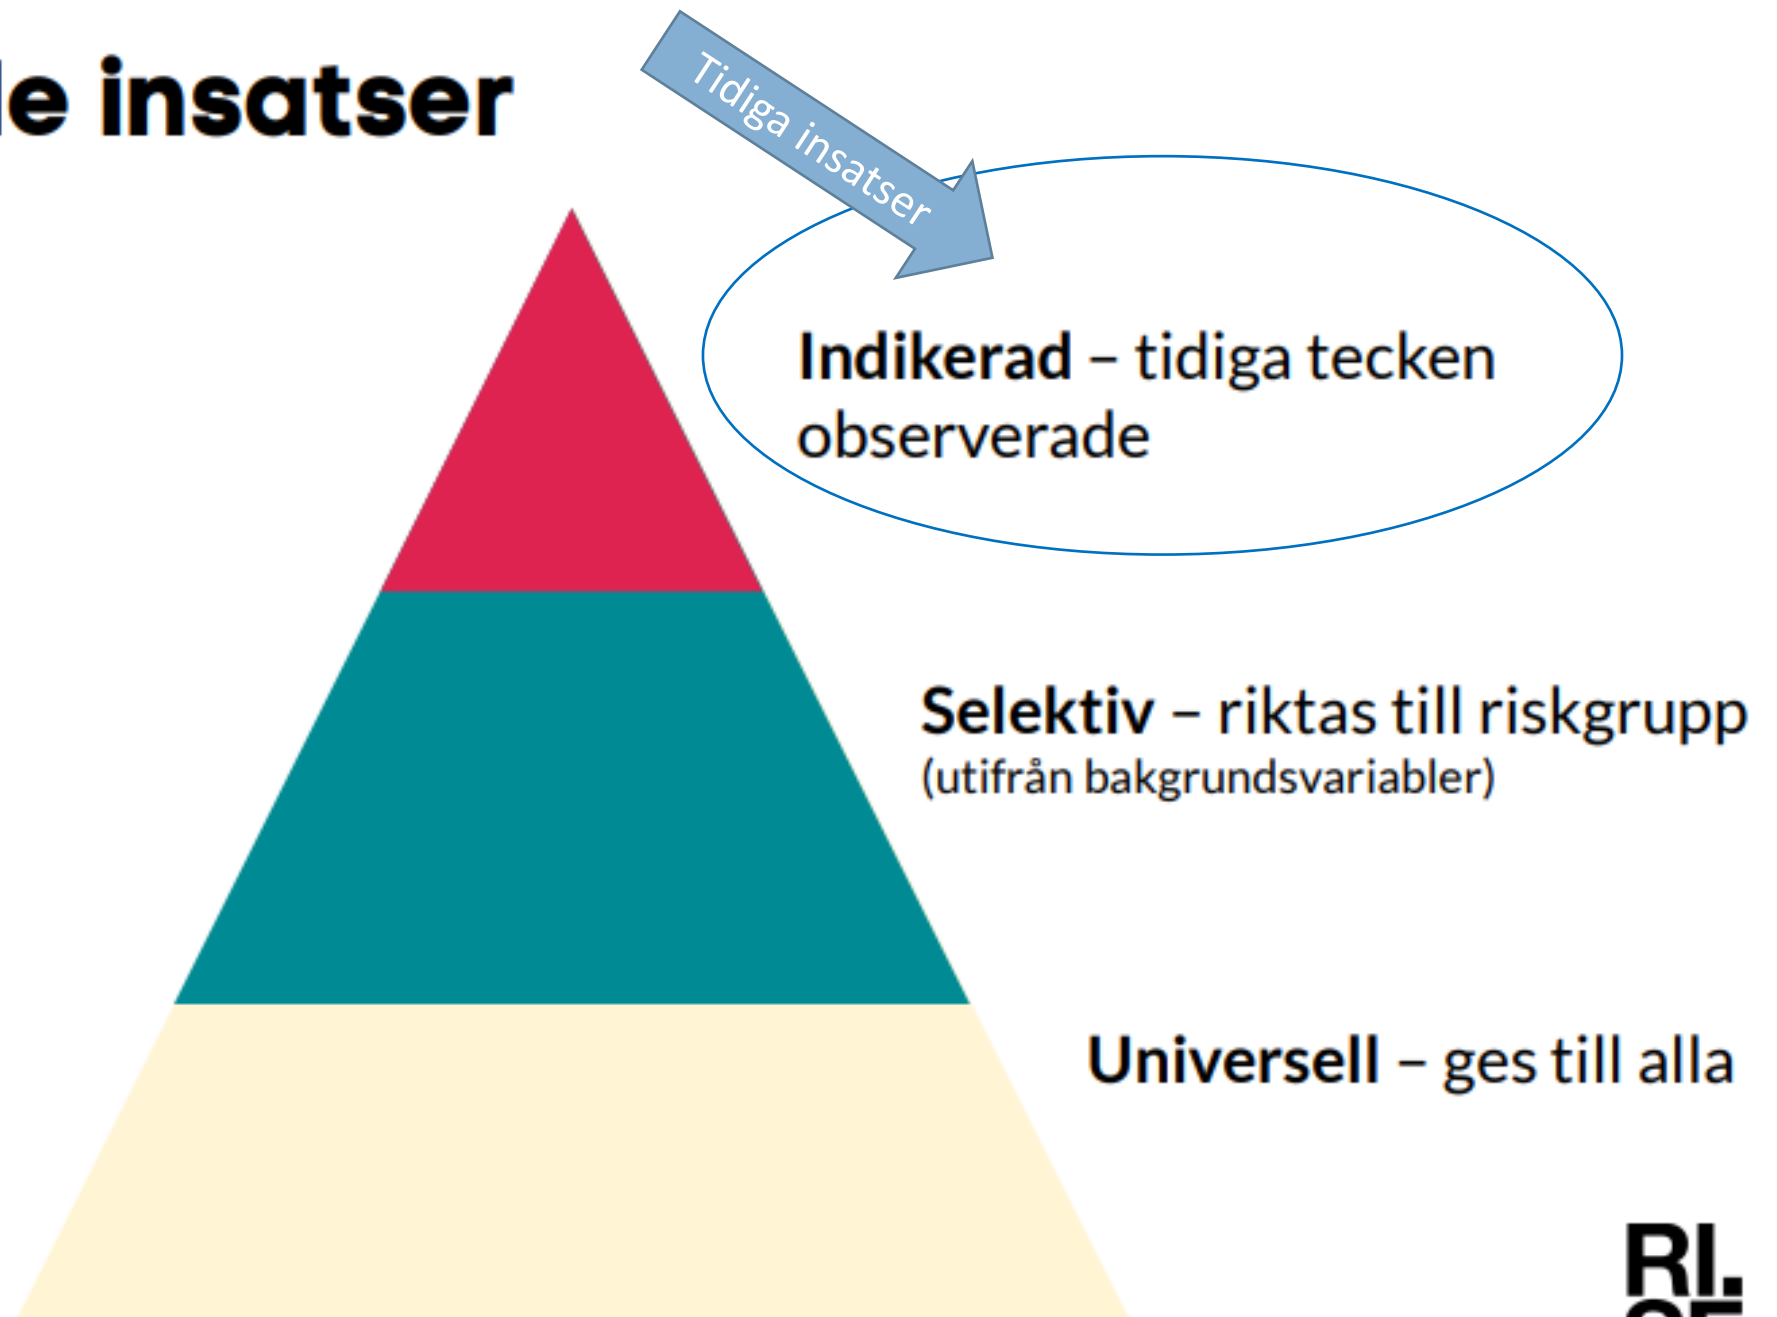 le insatser
Tidiga insatser
Indikerad – tidiga tecken
observerade
Selektiv – riktas till riskgrupp
(utifrån bakgrundsvariabler)
Universell – ges till alla
RI.
SE